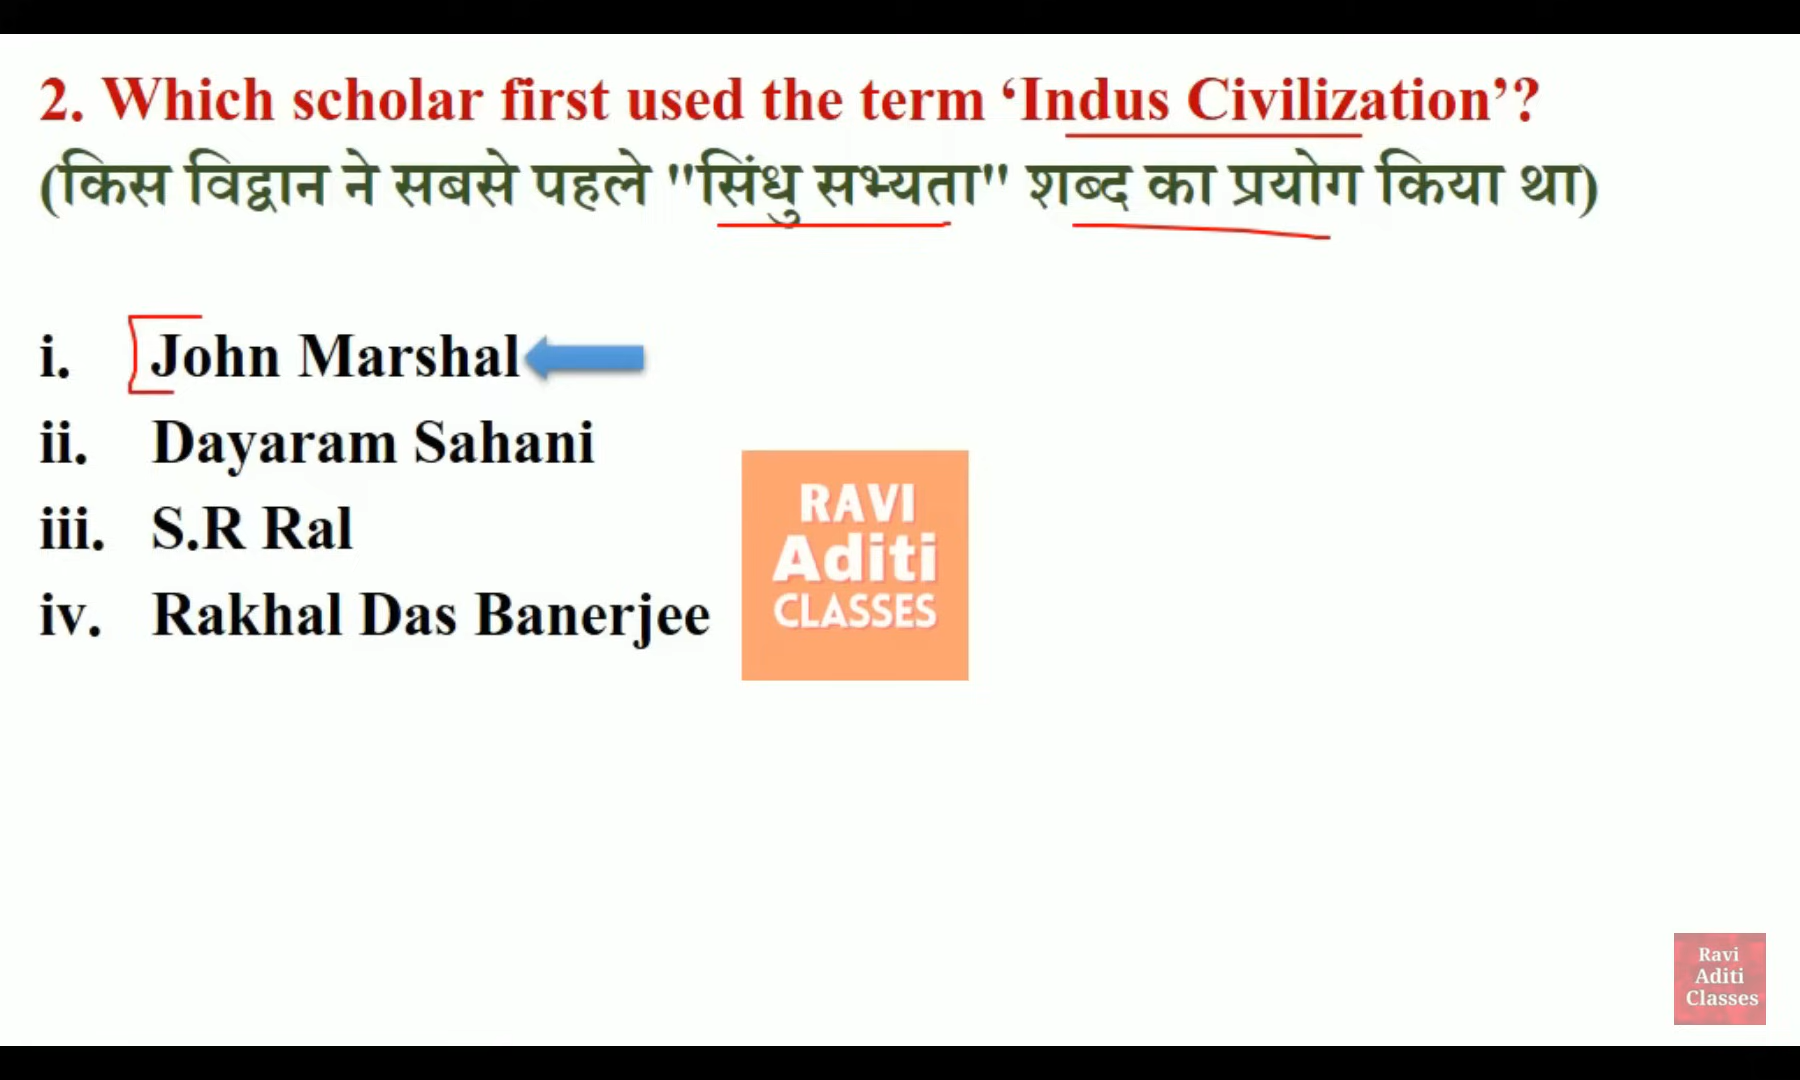 2. Which scholar first used the term ‘Indus Civilization’?
(किस विद्वान ने सबसे पहले "सिंधु सभ्यता" शब्द का प्रयोग किया था)
i. John Marshal
ii. Dayaram Sahani
iii. S.R Ral
iv. Rakhal Das Banerjee
RAVI
Aditi
CLASSES
Ravi
Aditi
Classes